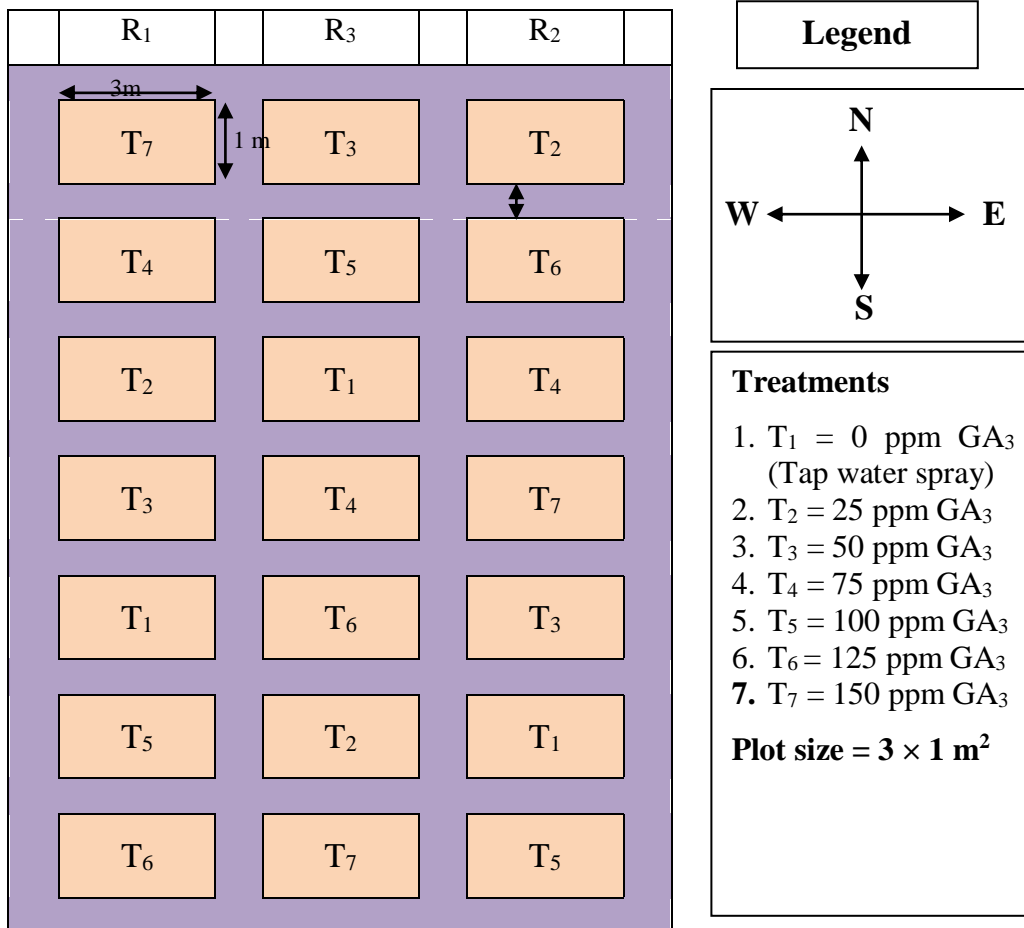 R₁ R₃ R₂
3m
1 m
T₇ T₃ T₂
T₄ T₅ T₆
T₂ T₁ T₄
T₃ T₄ T₇
T₁ T₆ T₃
T₅ T₂ T₁
T₆ T₇ T₅
Legend
N
W E
S
Treatments
1. T₁ = 0 ppm GA₃
(Tap water spray)
2. T₂ = 25 ppm GA₃
3. T₃ = 50 ppm GA₃
4. T₄ = 75 ppm GA₃
5. T₅ = 100 ppm GA₃
6. T₆ = 125 ppm GA₃
7. T₇ = 150 ppm GA₃
Plot size = 3 × 1 m²